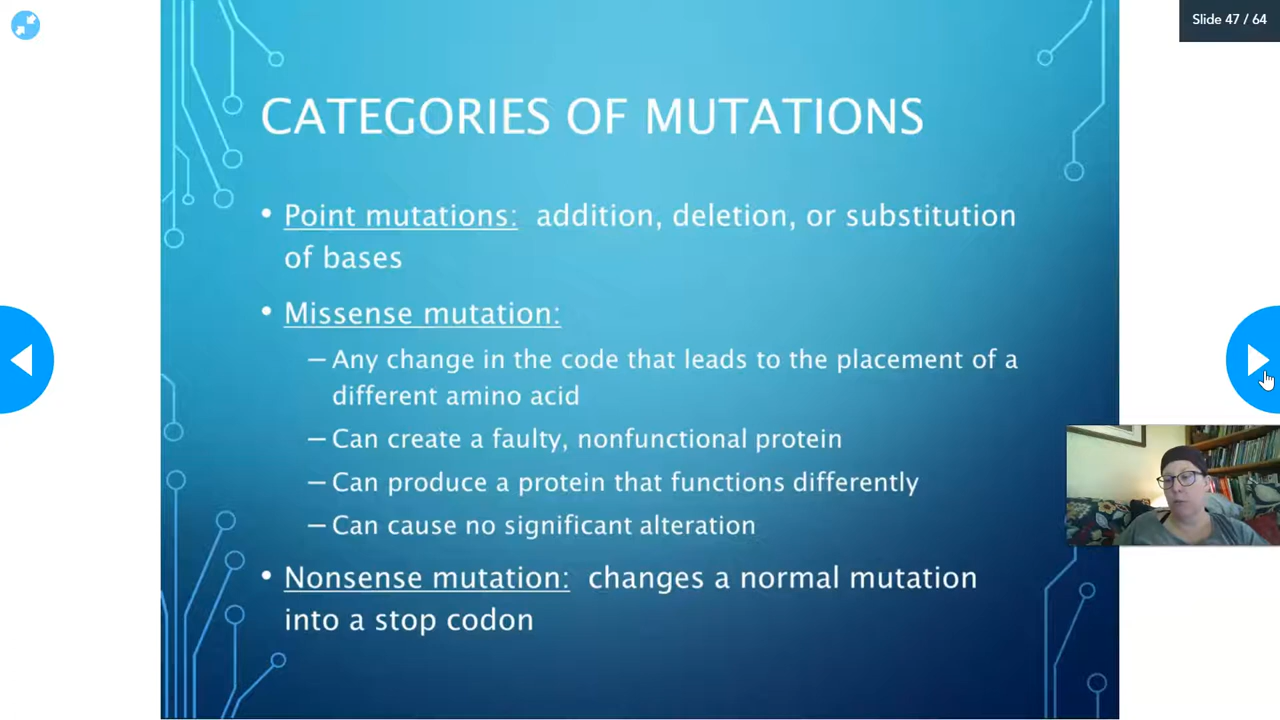 Slide 47 / 64
CATEGORIES OF MUTATIONS
• Point mutations: addition, deletion, or substitution
of bases
• Missense mutation:
– Any change in the code that leads to the placement of a
different amino acid
– Can create a faulty, nonfunctional protein
– Can produce a protein that functions differently
– Can cause no significant alteration
• Nonsense mutation: changes a normal mutation
into a stop codon